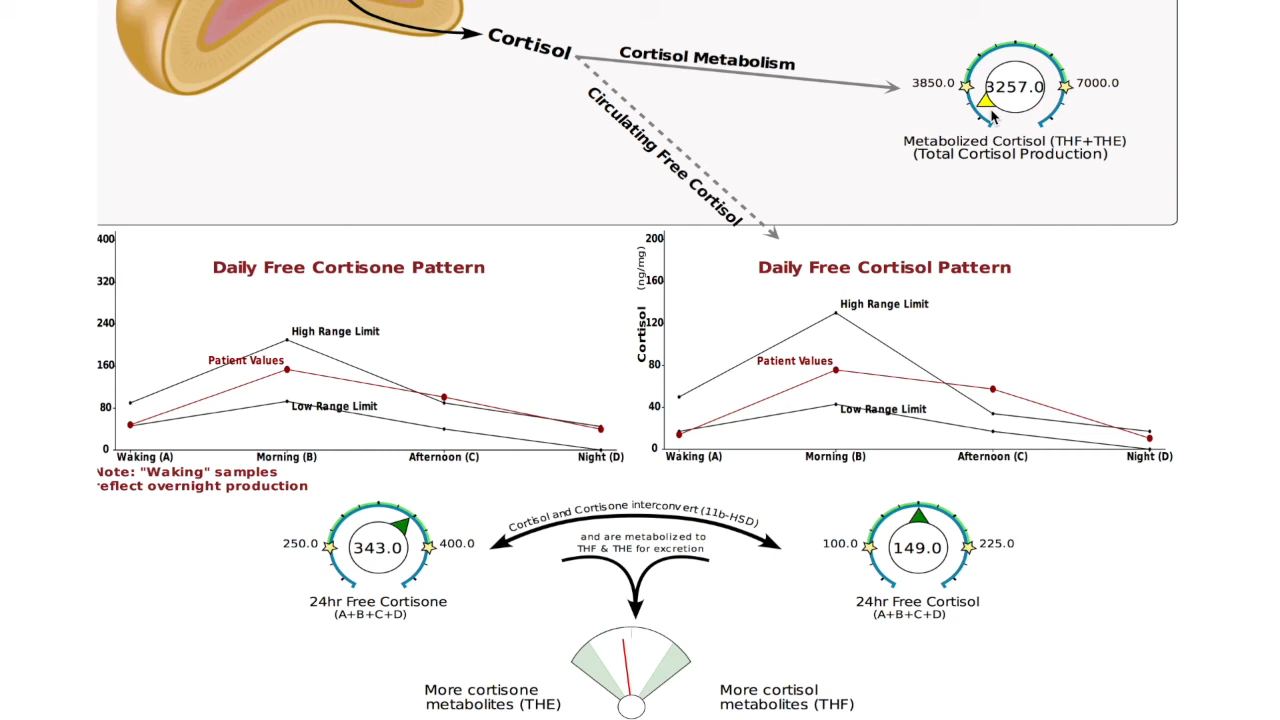 Cortisol
Cortisol Metabolism
Circulating Free Cortisol
3850.0
3257.0
7000.0
Metabolized Cortisol (THF+THE)
(Total Cortisol Production)
400
320
240
160
80
0
Daily Free Cortisone Pattern
High Range Limit
Patient Values
Low Range Limit
Waking (A)
Morning (B)
Afternoon (C)
Night (D)
Note: "Waking" samples
reflect overnight production
Cortisol (ng/mg)
200
160
120
80
40
0
Daily Free Cortisol Pattern
High Range Limit
Patient Values
Low Range Limit
Waking (A)
Morning (B)
Afternoon (C)
Night (D)
250.0
343.0
400.0
24hr Free Cortisone
(A+B+C+D)
Cortisol and Cortisone interconvert (11b-HSD)
and are metabolized to
THF & THE for excretion
100.0
149.0
225.0
24hr Free Cortisol
(A+B+C+D)
More cortisone
metabolites (THE)
More cortisol
metabolites (THF)